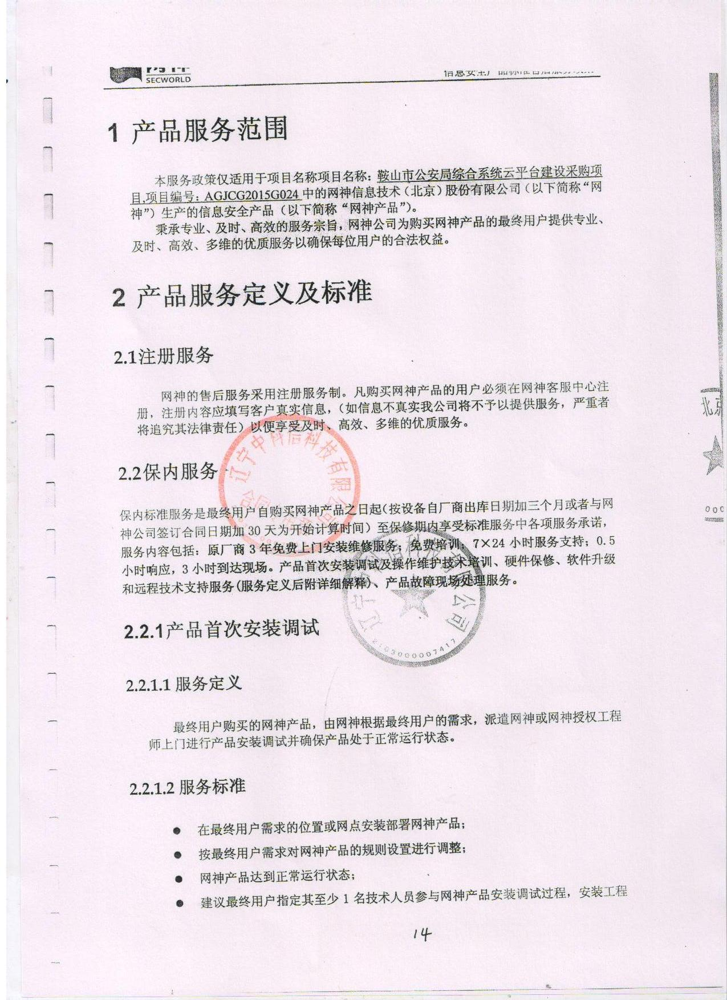 SECWORLD
1 产品服务范围
本服务政策仅适用于项目名称项目名称：鞍山市公安局综合系统云平台建设采购项
目,项目编号：AGJCG2015G024 中的网神信息技术（北京）股份有限公司（以下简称“网
神”）生产的信息安全产品（以下简称“网神产品”）。
秉承专业、及时、高效的服务宗旨，网神公司为购买网神产品的最终用户提供专业、
及时、高效、多维的优质服务以确保每位用户的合法权益。
2 产品服务定义及标准
2.1注册服务
网神的售后服务采用注册服务制。凡购买网神产品的用户必须在网神客服中心注
册，注册内容应填写客户真实信息，（如信息不真实我公司将不予以提供服务，严重者
将追究其法律责任）以便享受及时、高效、多维的优质服务。
辽宁中科信科技有限公司
2.2保内服务
保内标准服务是最终用户自购买网神产品之日起(按设备自厂商出库日期加三个月或者与网
神公司签订合同日期加 30 天为开始计算时间）至保修期内享受标准服务中各项服务承诺，
服务内容包括：原厂商 3 年免费上门安装维修服务；免费培训；7×24 小时服务支持；0.5
小时响应，3 小时到达现场。产品首次安装调试及操作维护技术培训、硬件保修、软件升级
和远程技术支持服务(服务定义后附详细解释)、产品故障现场处理服务。
辽宁中科信科技有限公司
2103000007417
北京
000
2.2.1产品首次安装调试
2.2.1.1 服务定义
最终用户购买的网神产品，由网神根据最终用户的需求，派遣网神或网神授权工程
师上门进行产品安装调试并确保产品处于正常运行状态。
2.2.1.2 服务标准
● 在最终用户需求的位置或网点安装部署网神产品；
● 按最终用户需求对网神产品的规则设置进行调整；
● 网神产品达到正常运行状态；
● 建议最终用户指定其至少 1 名技术人员参与网神产品安装调试过程，安装工程
14